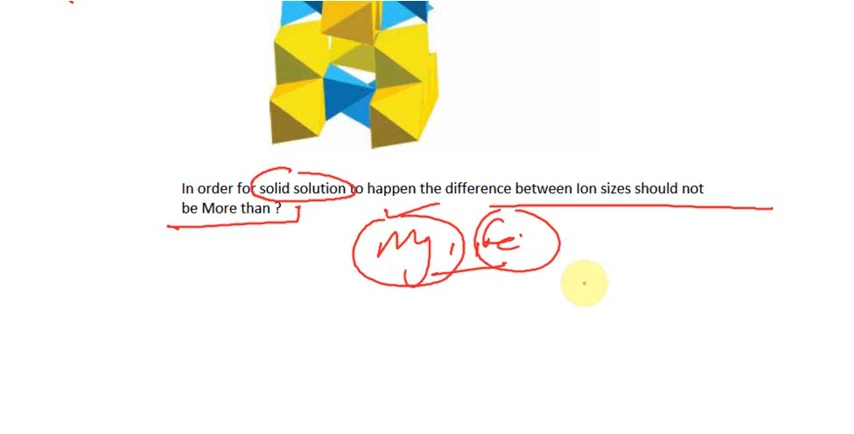 In order for solid solution to happen the difference between Ion sizes should not
be More than ?
Mg, Fe